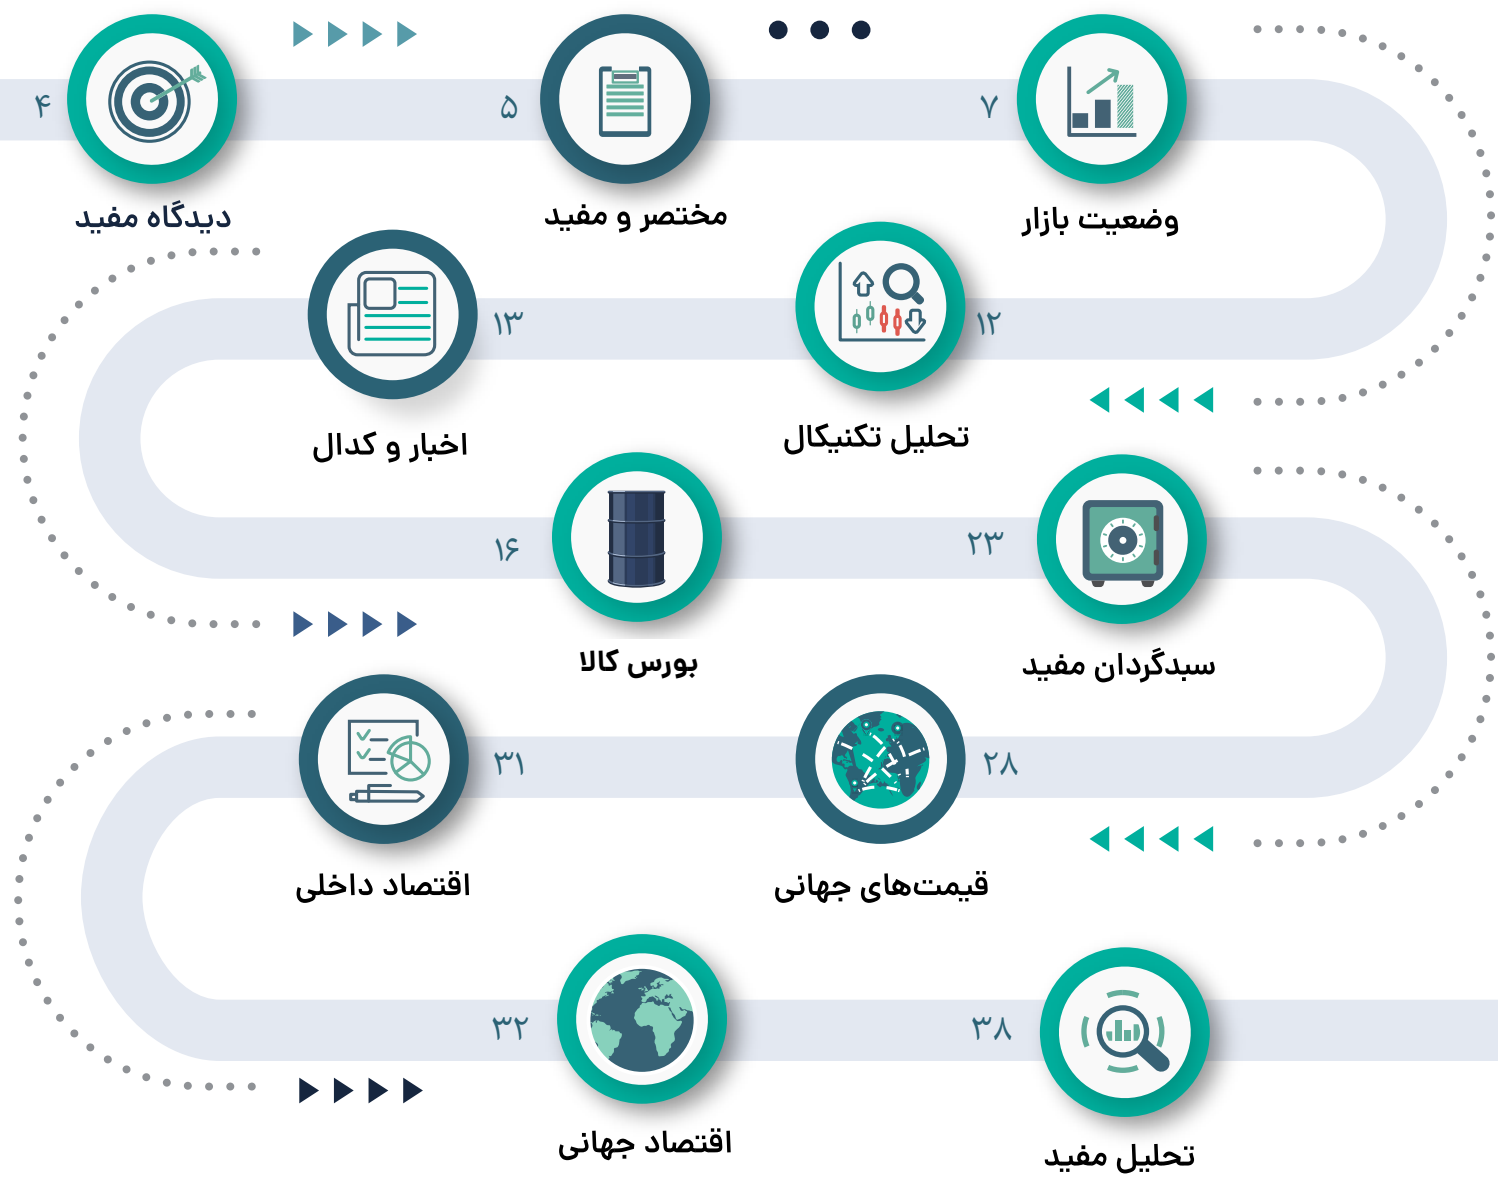 ۴
دیدگاه مفید
۵
مختصر و مفید
۷
وضعیت بازار
۱۲
تحلیل تکنیکال
۱۳
اخبار و کدال
۱۶
بورس کالا
۲۳
سبدگردان مفید
۲۸
قیمت‌های جهانی
۳۱
اقتصاد داخلی
۳۲
اقتصاد جهانی
۳۸
تحلیل مفید